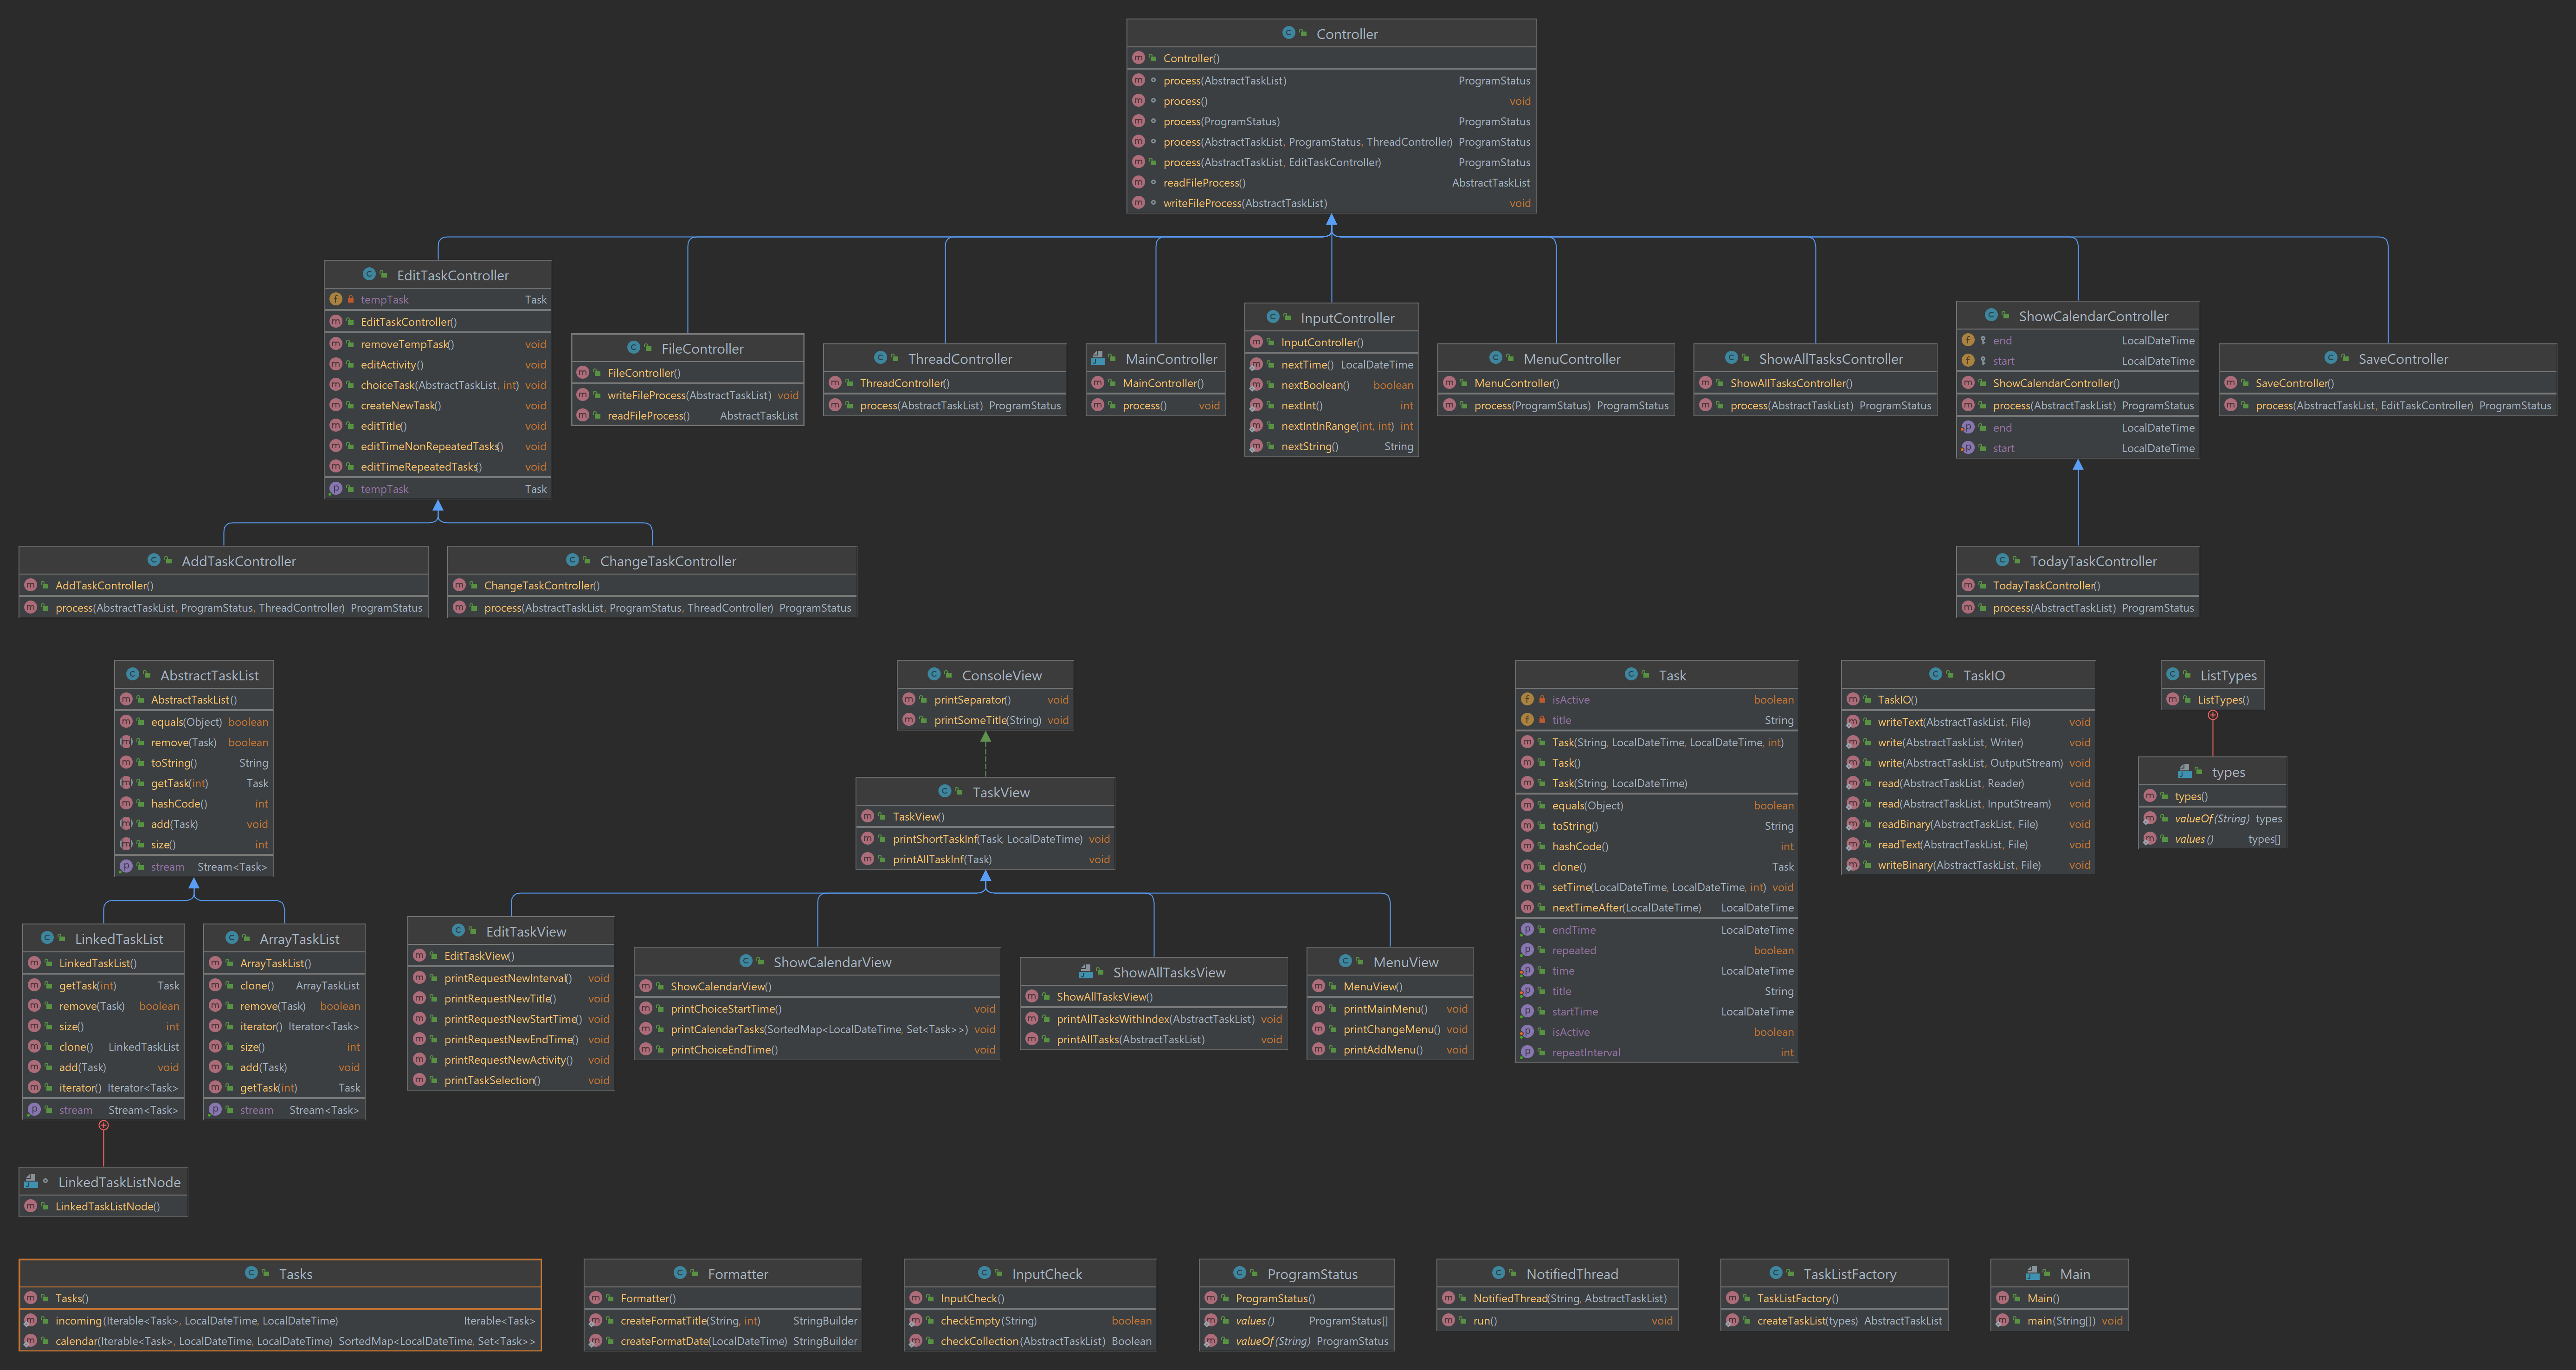 Controller
Controller()
process(AbstractTaskList) ProgramStatus
process() void
process(ProgramStatus) ProgramStatus
process(AbstractTaskList, ProgramStatus, ThreadController) ProgramStatus
process(AbstractTaskList, EditTaskController) ProgramStatus
readFileProcess() AbstractTaskList
writeFileProcess(AbstractTaskList) void
EditTaskController
tempTask Task
EditTaskController()
removeTempTask() void
editActivity() void
choiceTask(AbstractTaskList, int) void
createNewTask() void
editTitle() void
editTimeNonRepeatedTasks() void
editTimeRepeatedTasks() void
tempTask Task
FileController
FileController()
writeFileProcess(AbstractTaskList) void
readFileProcess() AbstractTaskList
ThreadController
ThreadController()
process(AbstractTaskList) ProgramStatus
MainController
MainController()
process() void
InputController
InputController()
nextTime() LocalDateTime
nextBoolean() boolean
nextInt() int
nextIntInRange(int, int) int
nextString() String
MenuController
MenuController()
process(ProgramStatus) ProgramStatus
ShowAllTasksController
ShowAllTasksController()
process(AbstractTaskList) ProgramStatus
ShowCalendarController
end LocalDateTime
start LocalDateTime
ShowCalendarController()
process(AbstractTaskList) ProgramStatus
end LocalDateTime
start LocalDateTime
SaveController
SaveController()
process(AbstractTaskList, EditTaskController) ProgramStatus
AddTaskController
AddTaskController()
process(AbstractTaskList, ProgramStatus, ThreadController) ProgramStatus
ChangeTaskController
ChangeTaskController()
process(AbstractTaskList, ProgramStatus, ThreadController) ProgramStatus
TodayTaskController
TodayTaskController()
process(AbstractTaskList) ProgramStatus
AbstractTaskList
AbstractTaskList()
equals(Object) boolean
remove(Task) boolean
toString() String
getTask(int) Task
hashCode() int
add(Task) void
size() int
stream Stream<Task>
ConsoleView
printSeparator() void
printSomeTitle(String) void
TaskView
TaskView()
printShortTaskInf(Task, LocalDateTime) void
printAllTaskInf(Task) void
Task
isActive boolean
title String
Task(String, LocalDateTime, LocalDateTime, int)
Task()
Task(String, LocalDateTime)
equals(Object) boolean
toString() String
hashCode() int
clone() Task
setTime(LocalDateTime, LocalDateTime, int) void
nextTimeAfter(LocalDateTime) LocalDateTime
endTime LocalDateTime
repeated boolean
time LocalDateTime
title String
startTime LocalDateTime
isActive boolean
repeatInterval int
TaskIO
TaskIO()
writeText(AbstractTaskList, File) void
write(AbstractTaskList, Writer) void
write(AbstractTaskList, OutputStream) void
read(AbstractTaskList, Reader) void
read(AbstractTaskList, InputStream) void
readBinary(AbstractTaskList, File) void
readText(AbstractTaskList, File) void
writeBinary(AbstractTaskList, File) void
ListTypes
ListTypes()
types
types()
valueOf(String) types
values() types[]
LinkedTaskList
LinkedTaskList()
getTask(int) Task
remove(Task) boolean
size() int
clone() LinkedTaskList
add(Task) void
iterator() Iterator<Task>
stream Stream<Task>
ArrayTaskList
ArrayTaskList()
clone() ArrayTaskList
remove(Task) boolean
iterator() Iterator<Task>
size() int
add(Task) void
getTask(int) Task
stream Stream<Task>
EditTaskView
EditTaskView()
printRequestNewInterval() void
printRequestNewTitle() void
printRequestNewStartTime() void
printRequestNewEndTime() void
printRequestNewActivity() void
printTaskSelection() void
ShowCalendarView
ShowCalendarView()
printChoiceStartTime() void
printCalendarTasks(SortedMap<LocalDateTime, Set<Task>>) void
printChoiceEndTime() void
ShowAllTasksView
ShowAllTasksView()
printAllTasksWithIndex(AbstractTaskList) void
printAllTasks(AbstractTaskList) void
MenuView
MenuView()
printMainMenu() void
printChangeMenu() void
printAddMenu() void
LinkedTaskListNode
LinkedTaskListNode()
Tasks
Tasks()
incoming(Iterable<Task>, LocalDateTime, LocalDateTime) Iterable<Task>
calendar(Iterable<Task>, LocalDateTime, LocalDateTime) SortedMap<LocalDateTime, Set<Task>>
Formatter
Formatter()
createFormatTitle(String, int) StringBuilder
createFormatDate(LocalDateTime) StringBuilder
InputCheck
InputCheck()
checkEmpty(String) boolean
checkCollection(AbstractTaskList) Boolean
ProgramStatus
ProgramStatus()
values() ProgramStatus[]
valueOf(String) ProgramStatus
NotifiedThread
NotifiedThread(String, AbstractTaskList)
run() void
TaskListFactory
TaskListFactory()
createTaskList(types) AbstractTaskList
Main
Main()
main(String[]) void